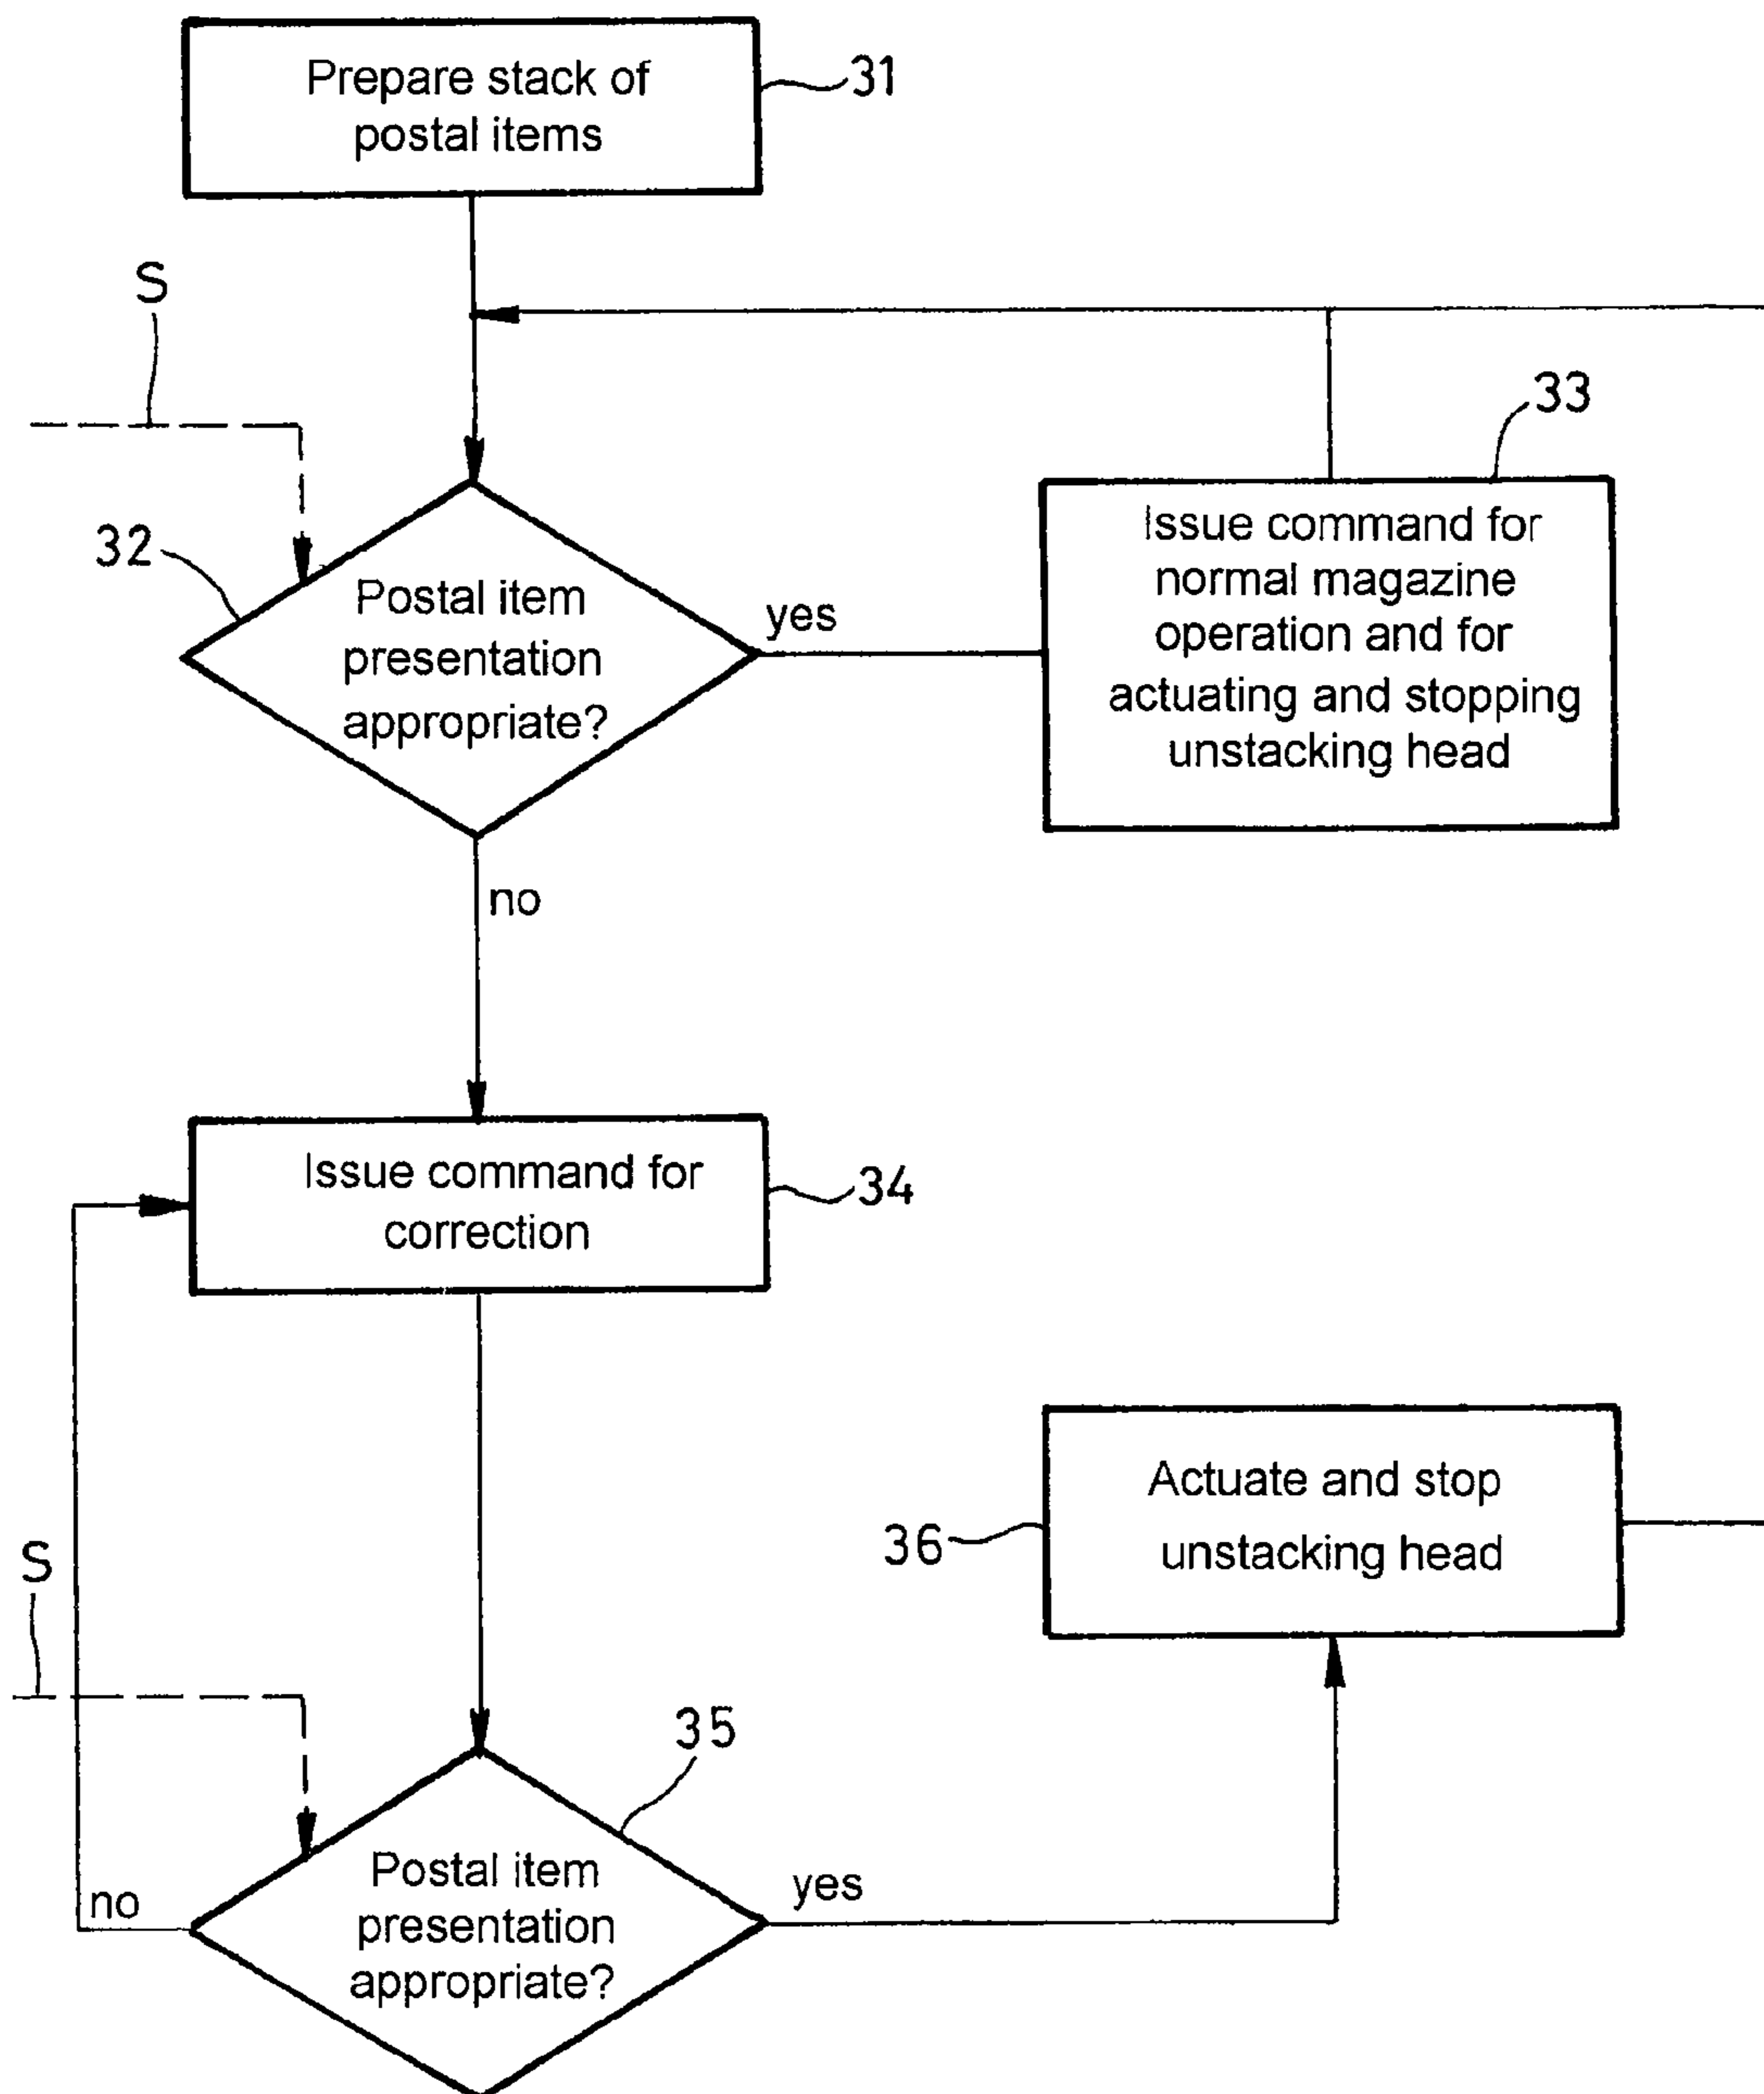 Prepare stack of
postal items
31
S
33
32
Postal item
presentation
appropriate?
yes
Issue command for
normal magazine
operation and for
actuating and stopping
unstacking head
no
Issue command for
correction
34
Actuate and stop
unstacking head
36
S
35
Postal item
presentation
appropriate?
no
yes